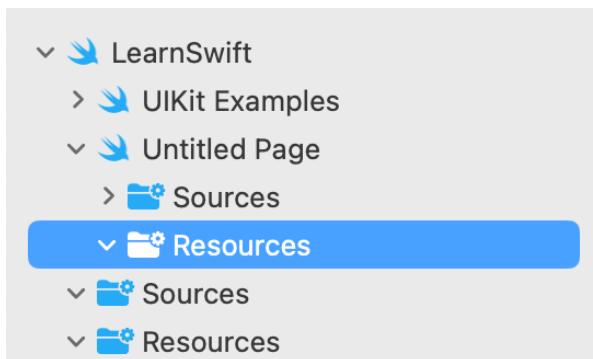 LearnSwift
UIKit Examples
Untitled Page
Sources
Resources
Sources
Resources